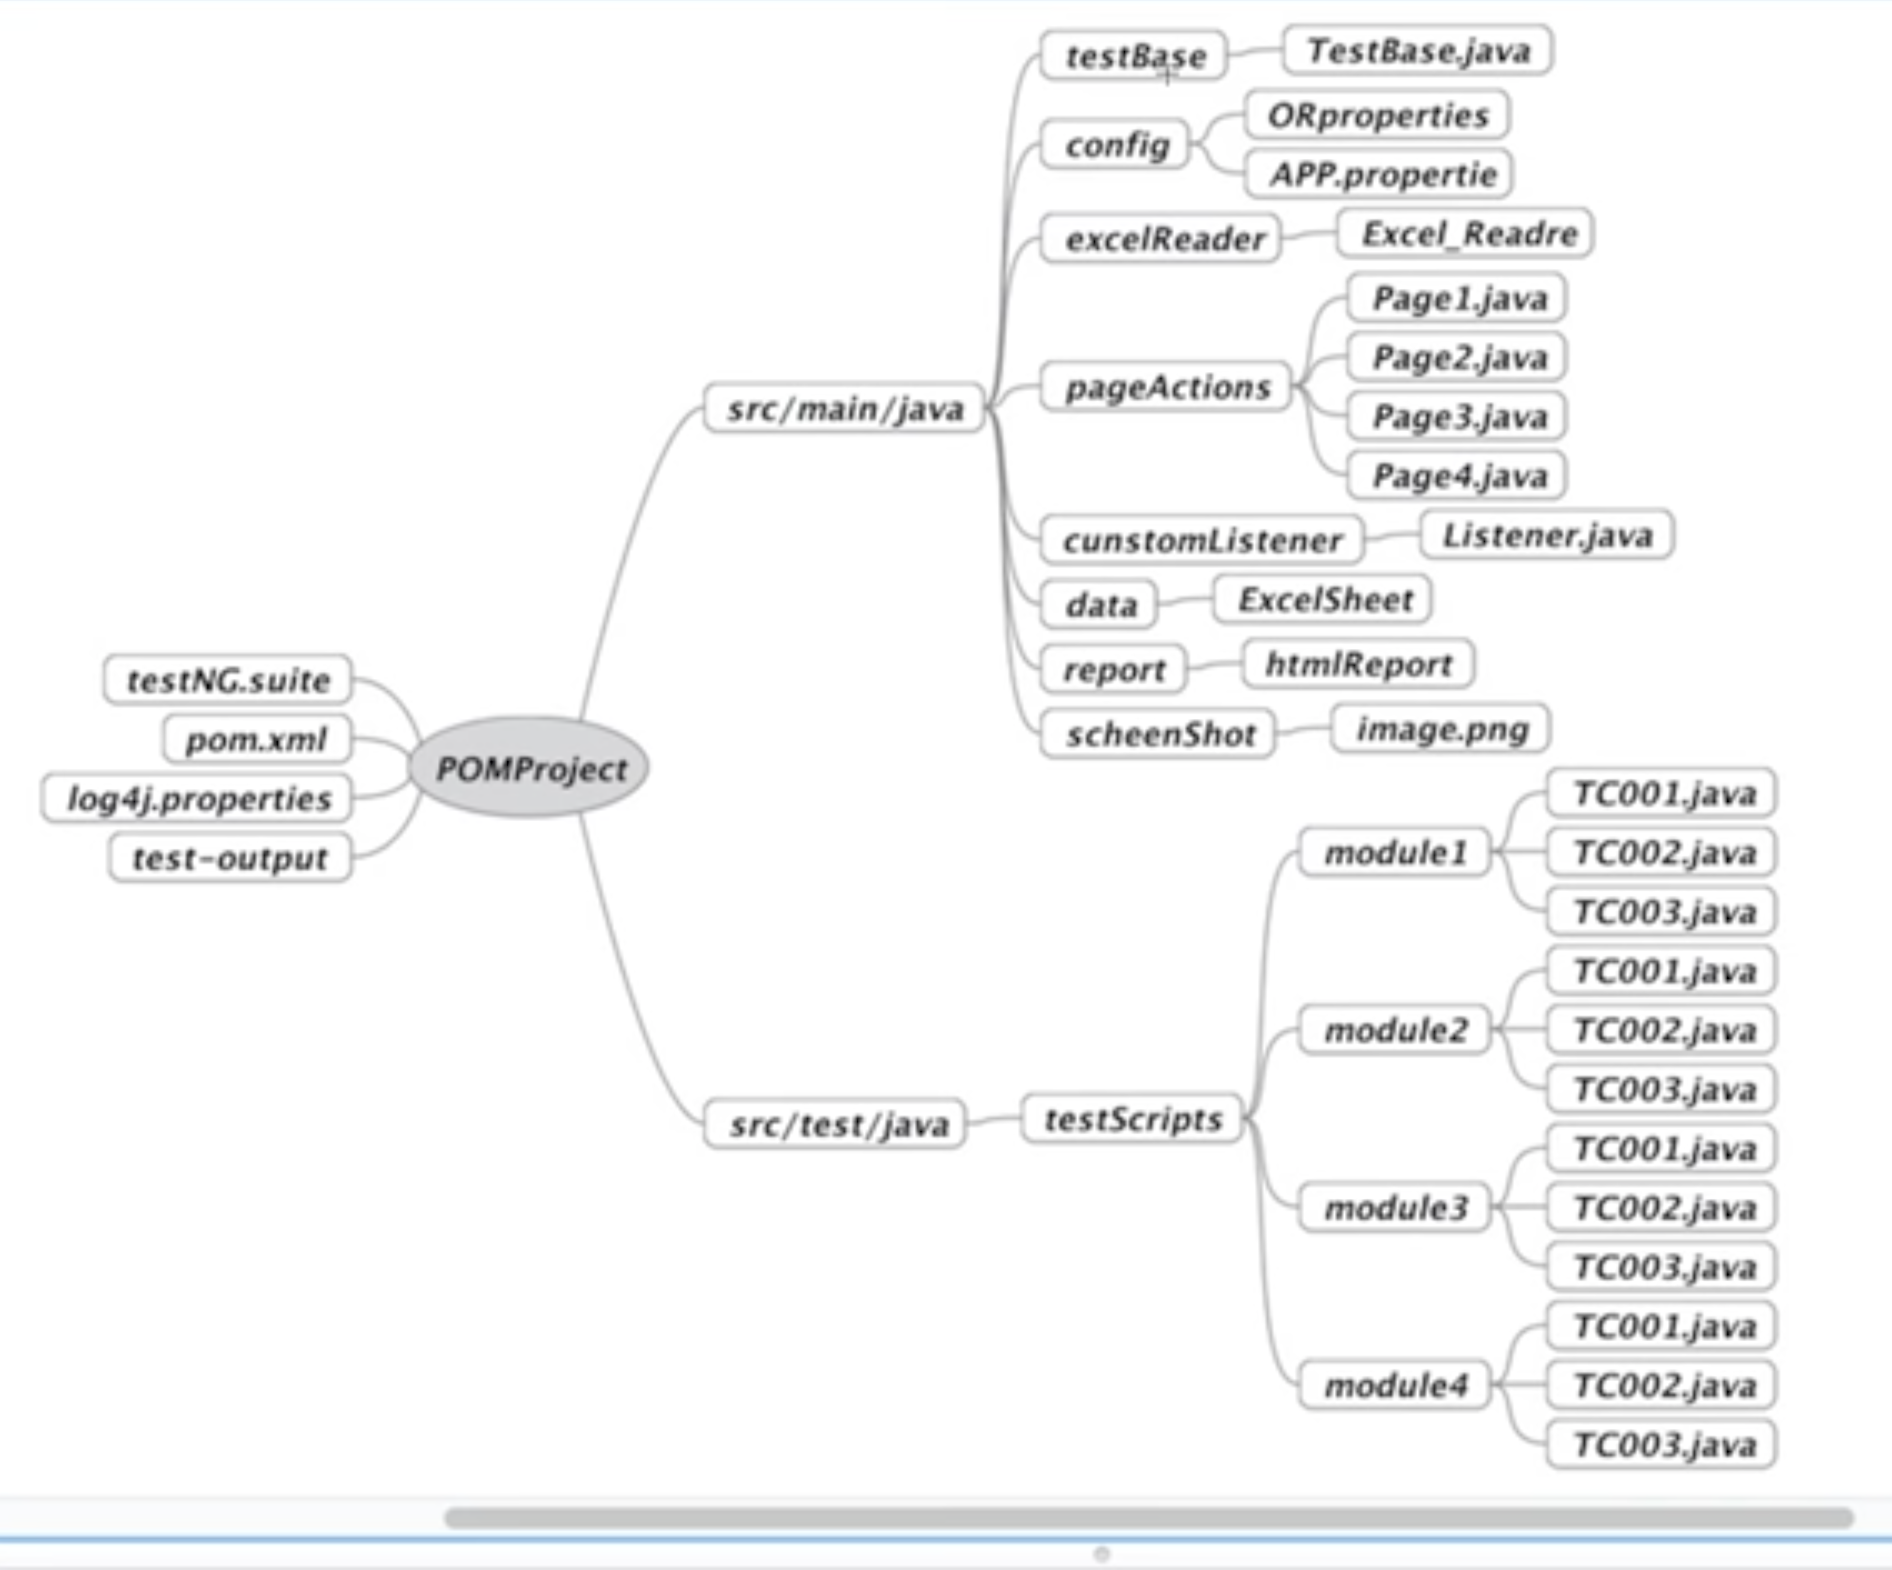 testBase
TestBase.java
config
ORproperties
APP.propertie
excelReader
Excel_Readre
pageActions
Page1.java
Page2.java
Page3.java
Page4.java
src/main/java
cunstomListener
Listener.java
data
ExcelSheet
report
htmlReport
scheenShot
image.png
testNG.suite
pom.xml
log4j.properties
test-output
POMProject
src/test/java
testScripts
module1
TC001.java
TC002.java
TC003.java
module2
TC001.java
TC002.java
TC003.java
module3
TC001.java
TC002.java
TC003.java
module4
TC001.java
TC002.java
TC003.java